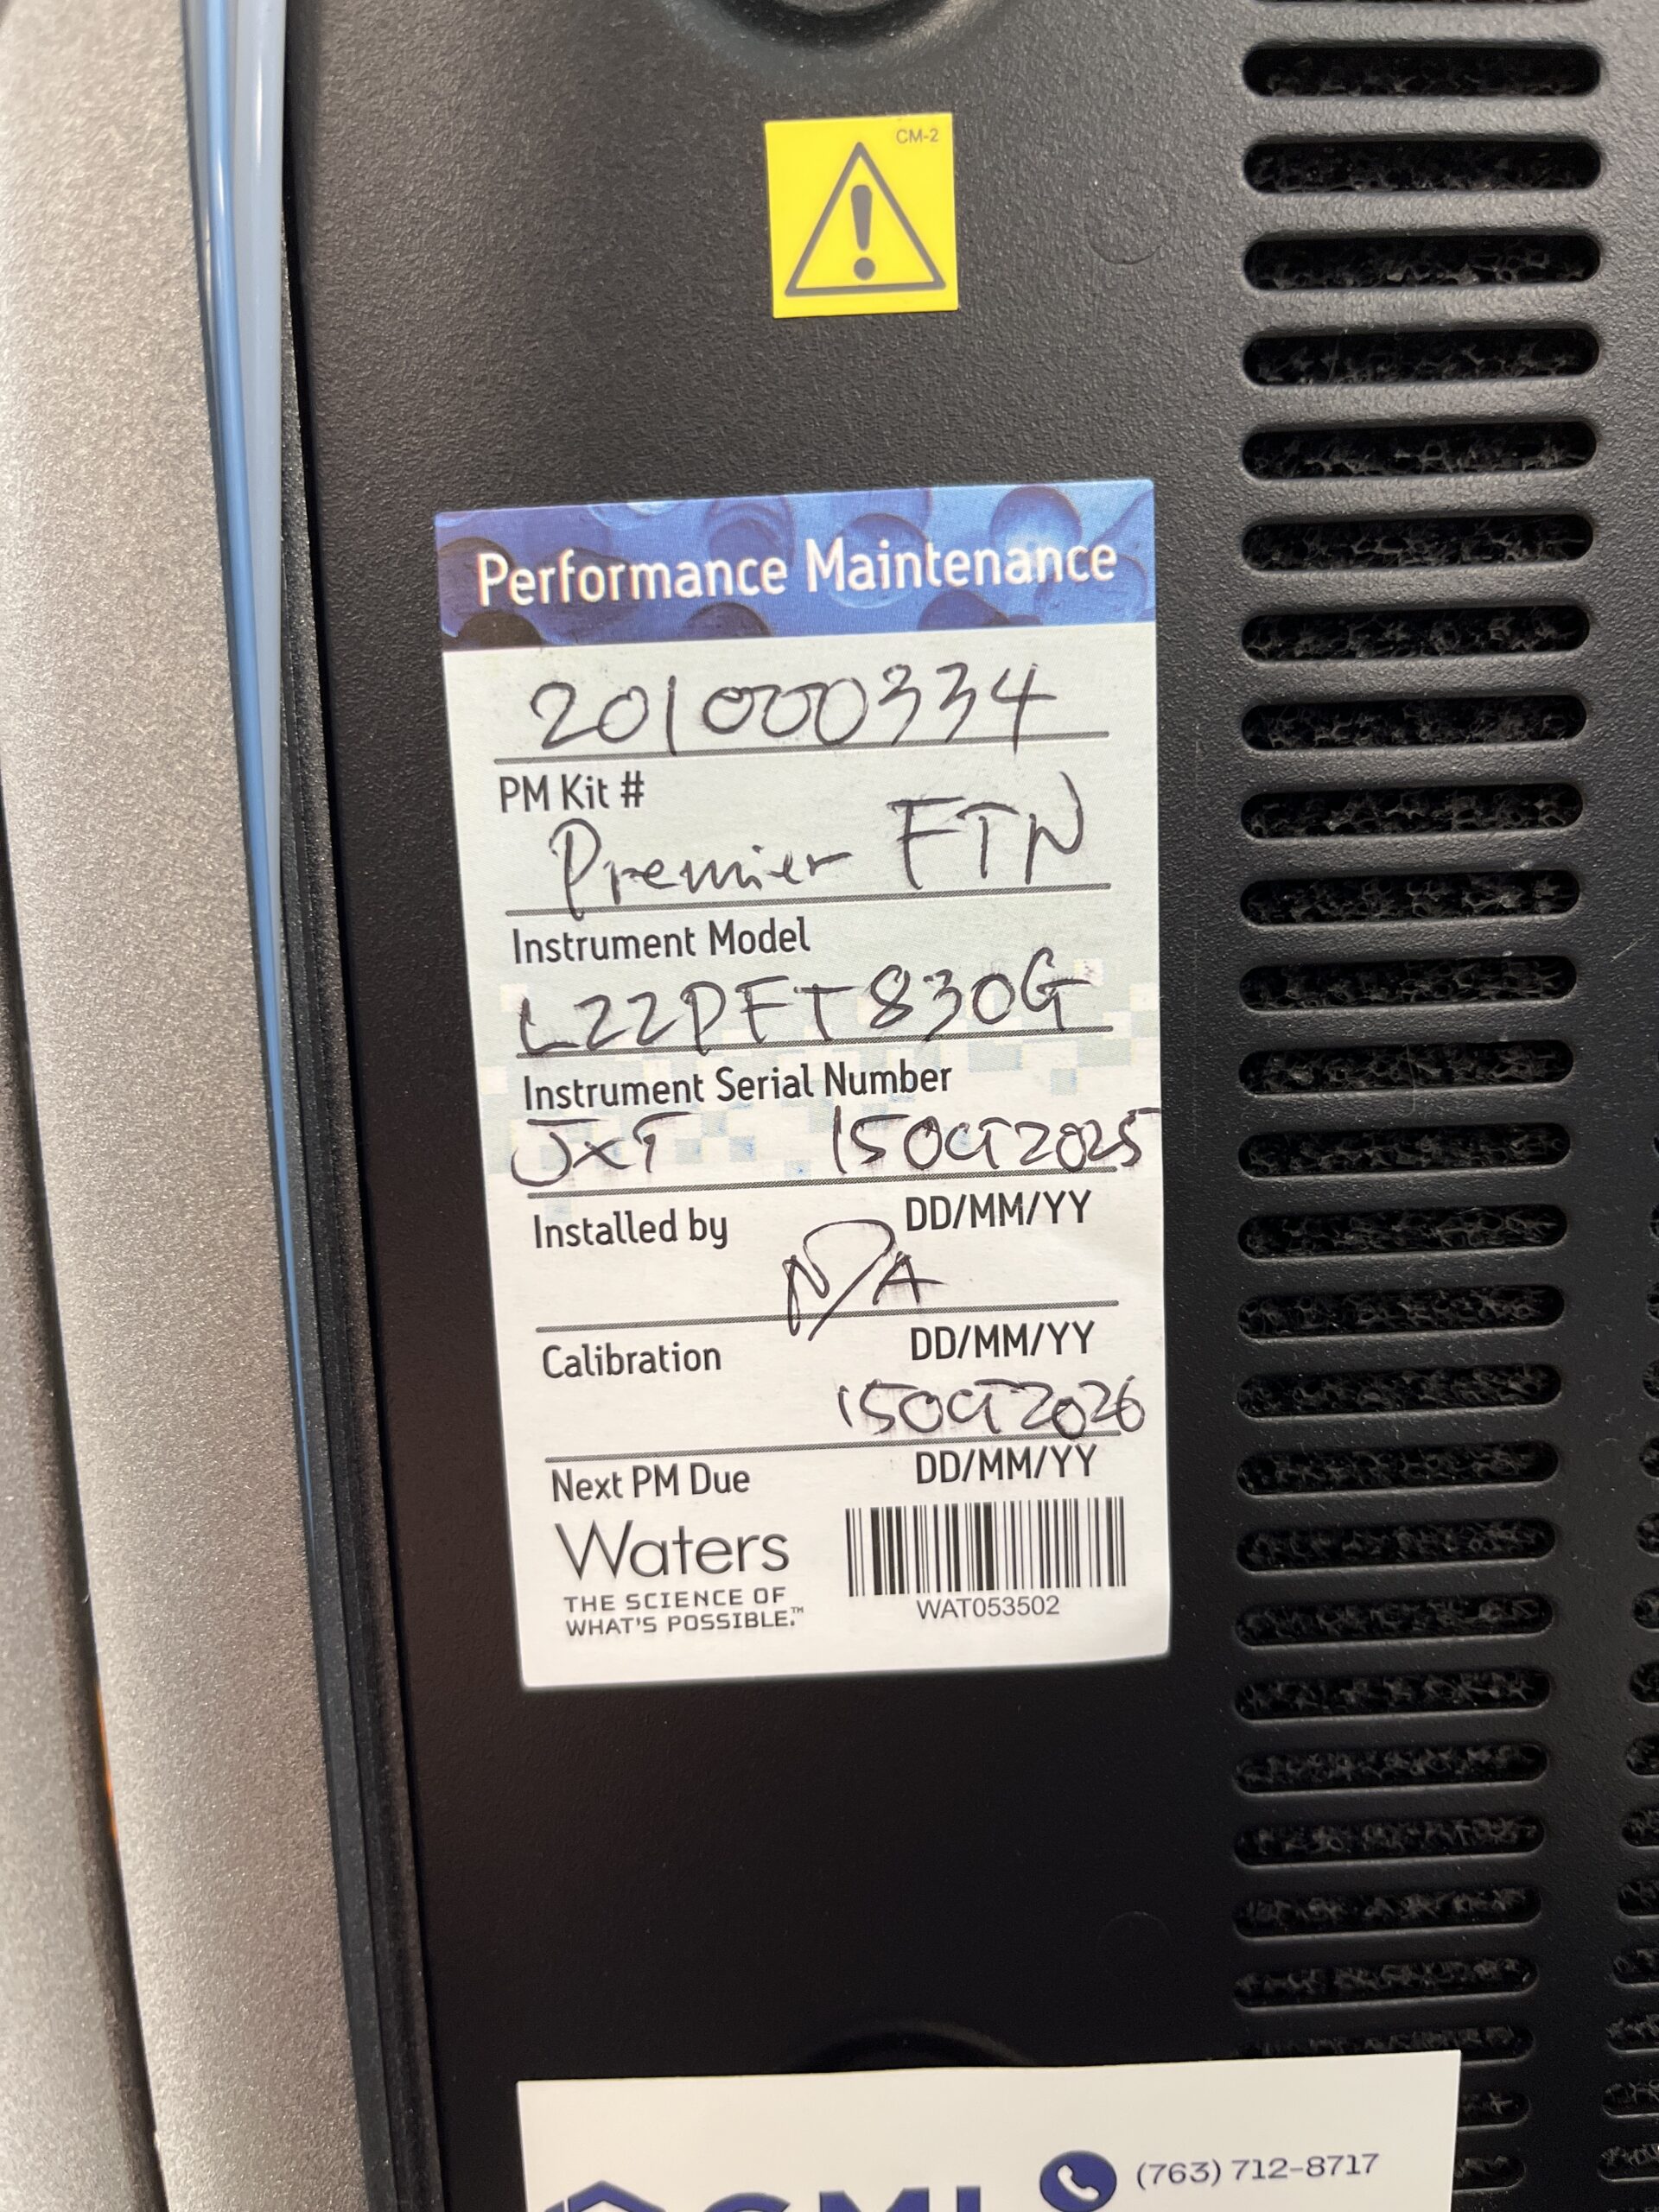 CM-2
Performance Maintenance
201000334
PM Kit #
Premier FTN
Instrument Model
L22PFT830G
Instrument Serial Number
JxT 15OCT2025
Installed by DD/MM/YY
N/A
Calibration DD/MM/YY
15OCT2026
Next PM Due DD/MM/YY
Waters
THE SCIENCE OF
WHAT'S POSSIBLE.™
WAT053502
(763) 712-8717